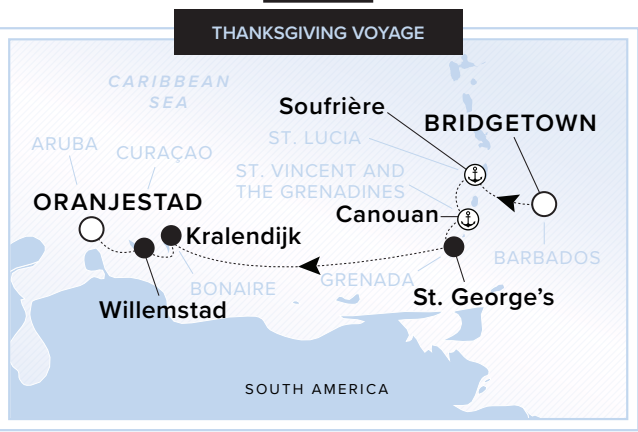 THANKSGIVING VOYAGE
CARIBBEAN
SEA
Soufrière
BRIDGETOWN
ARUBA
CURAÇAO
ST. LUCIA
ST. VINCENT AND
THE GRENADINES
ORANJESTAD
Canouan
Kralendijk
BARBADOS
BONAIRE
GRENADA
Willemstad
St. George's
SOUTH AMERICA